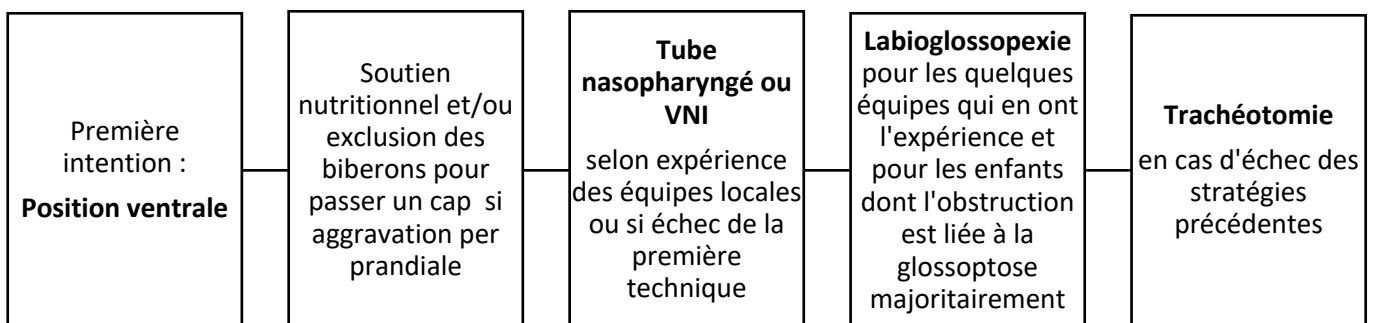 Première
intention :
Position ventrale
Soutien
nutritionnel et/ou
exclusion des
biberons pour
passer un cap si
aggravation per
prandiale
Tube
nasopharyngé ou
VNI
selon expérience
des équipes locales
ou si échec de la
première
technique
Labioglossopexie
pour les quelques
équipes qui en ont
l'expérience et
pour les enfants
dont l'obstruction
est liée à la
glossoptose
majoritairement
Trachéotomie
en cas d'échec des
stratégies
précédentes